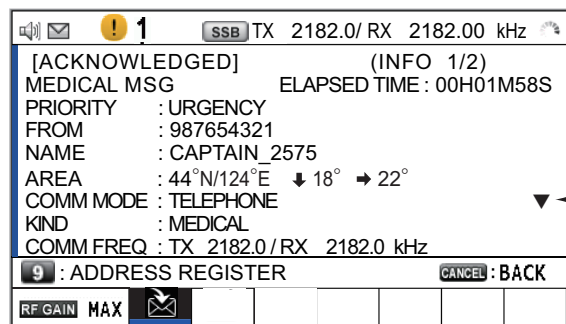 ! 1 SSB TX 2182.0/ RX 2182.00 kHz
[ACKNOWLEDGED] (INFO 1/2)
MEDICAL MSG ELAPSED TIME : 00H01M58S
PRIORITY : URGENCY
FROM : 987654321
NAME : CAPTAIN_2575
AREA : 44°N/124°E 🡇 18° 🡆 22°
COMM MODE : TELEPHONE
KIND : MEDICAL
COMM FREQ : TX 2182.0 / RX 2182.0 kHz
9 : ADDRESS REGISTER CANCEL : BACK
RF GAIN MAX